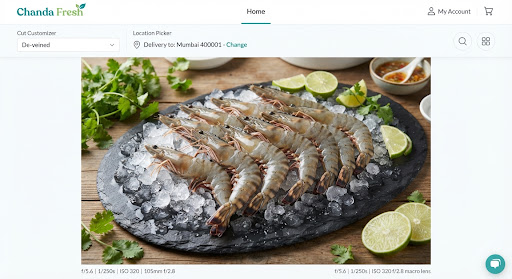 Chanda Fresh
Home
My Account
Cut Customizer
De-veined
Location Picker
Delivery to: Mumbai 400001 - Change
f/5.6 | 1/250s | ISO 320 | 105mm f/2.8
f/5.6 | 1/250s | ISO 320 f/2.8 macro lens